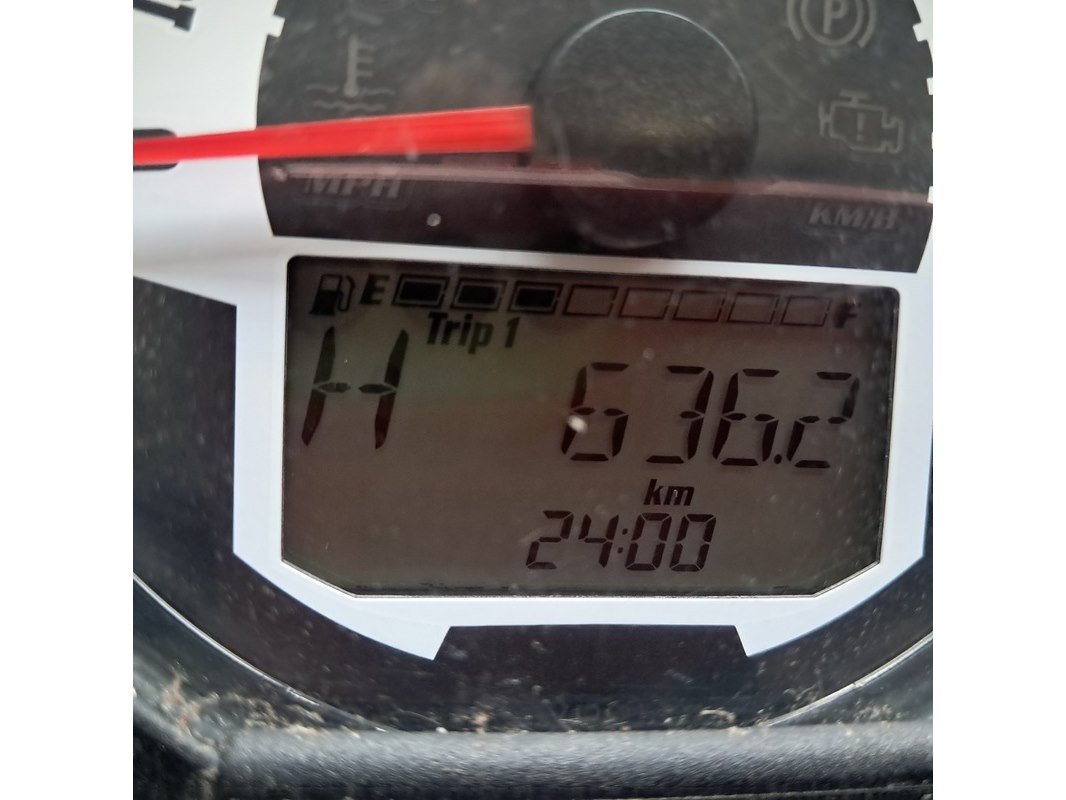 P
!
MPH
KM/H
E F
Trip 1
H 636.2
km
24:00